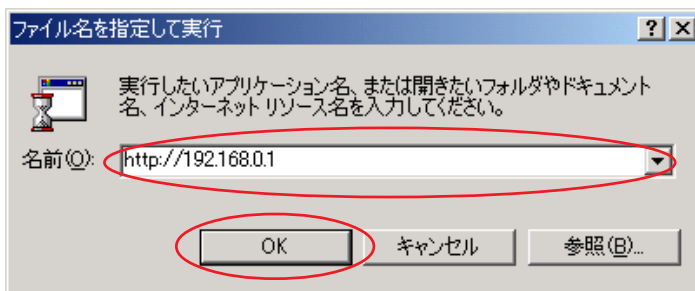 ファイル名を指定して実行
実行したいアプリケーション名、または開きたいフォルダやドキュメント
名、インターネット リソース名を入力してください。
名前(O): http://192.168.0.1
OK キャンセル 参照(B)...